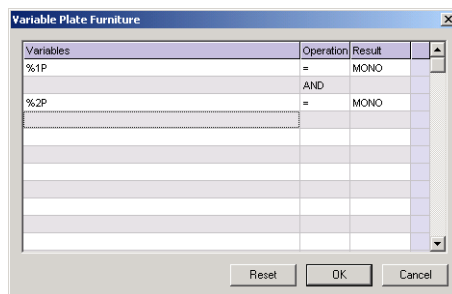 Variable Plate Furniture
Variables Operation Result
%1P = MONO
AND
%2P = MONO
Reset OK Cancel